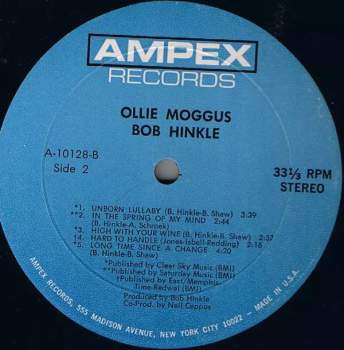 AMPEX
RECORDS
OLLIE MOGGUS
BOB HINKLE
A-10128-B
Side 2
33⅓ RPM
STEREO
*1. UNBORN LULLABY (B. Hinkle-B. Shaw) 3:39
**2. IN THE SPRING OF MY MIND 2:44
(B. Hinkle-A. Schroek)
*3. HIGH WITH YOUR WINE (B. Hinkle-B. Shaw) 5:37
†4. HARD TO HANDLE (Jones-Isbell-Redding) 2:16
*5. LONG TIME SINCE A CHANGE 4:20
(B. Hinkle-B. Shaw)
*Published by Clear Sky Music (BMI)
**Published by Saturday Music (BMI)
†Published by East/Memphis-
Time-Redwal (BMI)
Produced by Bob Hinkle
Co-Prod. by Neil Ceppos
AMPEX RECORDS, 555 MADISON AVENUE, NEW YORK CITY 10022 - MADE IN U.S.A.